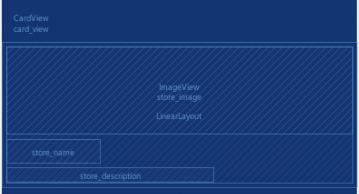 CardView
card_view
ImageView
store_image
LinearLayout
store_name
store_description